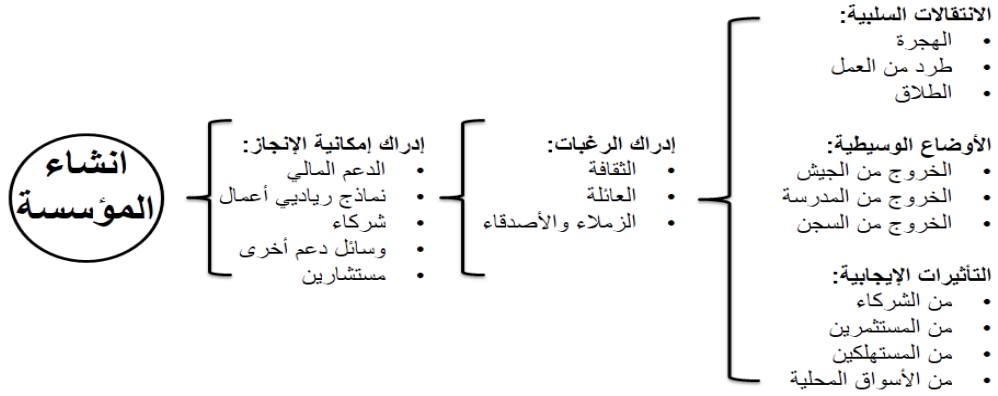 الانتقالات السلبية:
• الهجرة
• طرد من العمل
• الطلاق
الأوضاع الوسيطية:
• الخروج من الجيش
• الخروج من المدرسة
• الخروج من السجن
التأثيرات الإيجابية:
• من الشركاء
• من المستثمرين
• من المستهلكين
• من الأسواق المحلية
إدراك الرغبات:
• الثقافة
• العائلة
• الزملاء والأصدقاء
إدراك إمكانية الإنجاز:
• الدعم المالي
• نماذج رياديي أعمال
• شركاء
• وسائل دعم أخرى
• مستشارين
انشاء
المؤسسة